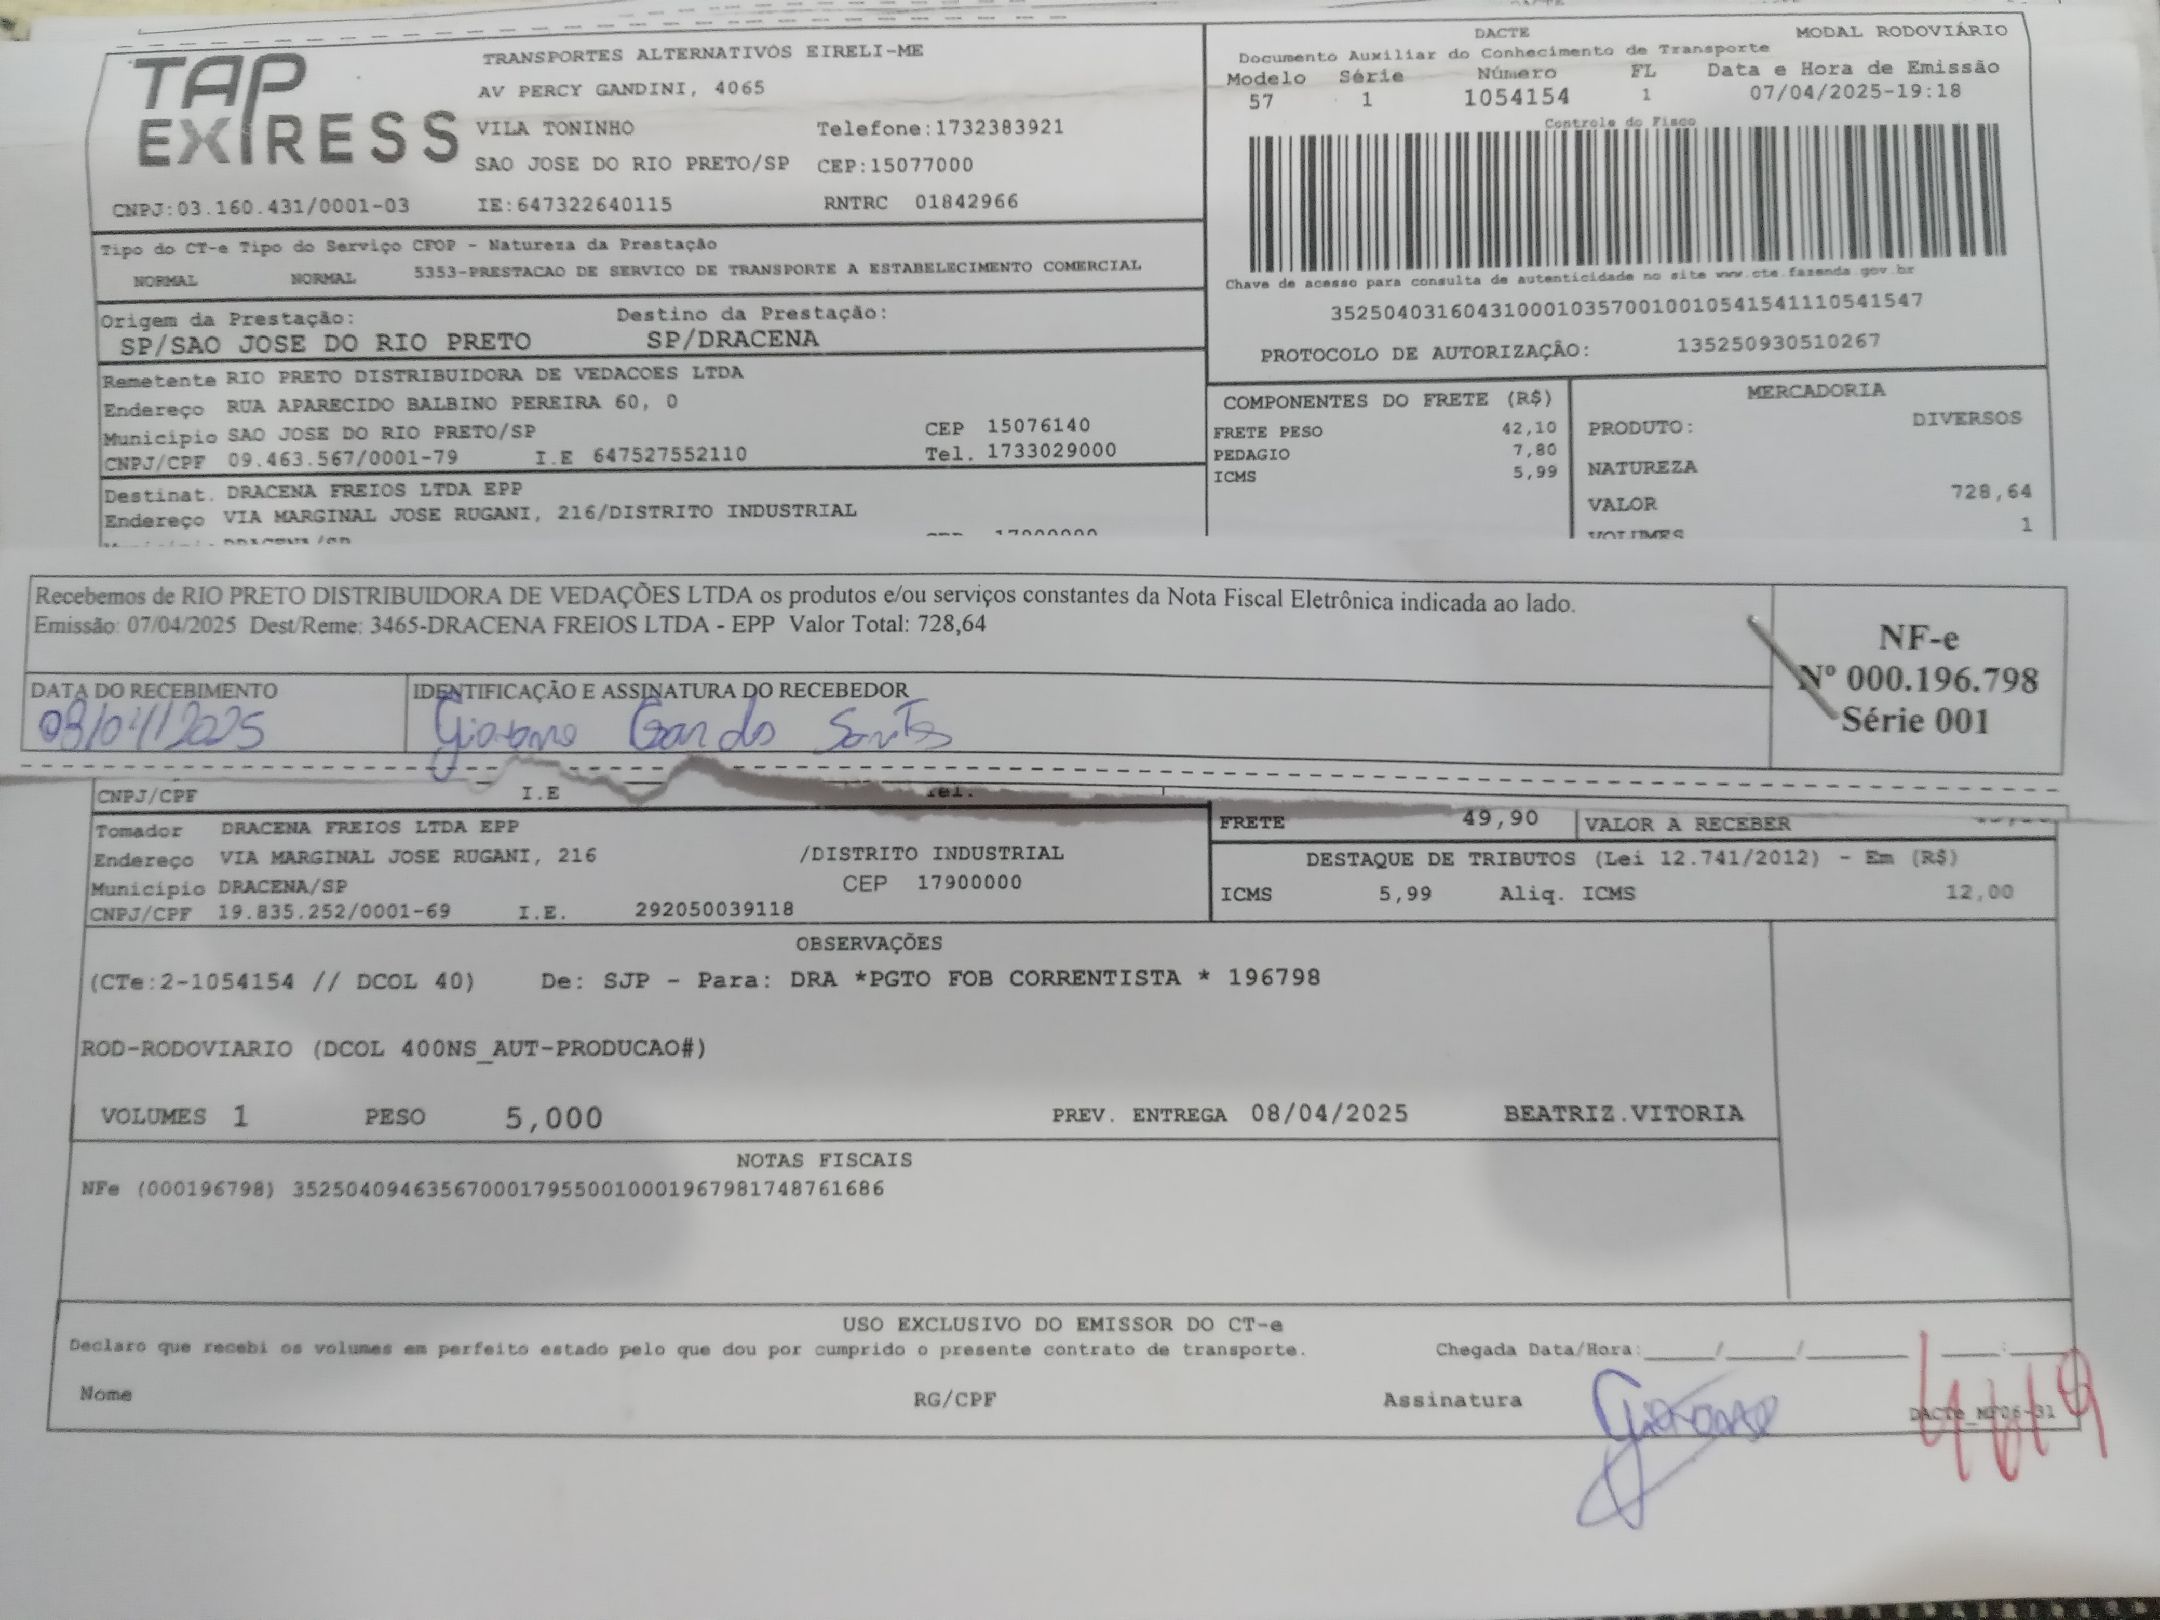 TAP EXPRESS
TRANSPORTES ALTERNATIVOS EIRELI-ME
AV PERCY GANDINI, 4065
VILA TONINHO Telefone:1732383921
SAO JOSE DO RIO PRETO/SP CEP:15077000
CNPJ:03.160.431/0001-03 IE:647322640115 RNTRC 01842966
DACTE MODAL RODOVIÁRIO
Documento Auxiliar do Conhecimento de Transporte
Modelo Série Número FL Data e Hora de Emissão
57 1 1054154 1 07/04/2025-19:18
Controle do Fisco
Chave de acesso para consulta de autenticidade no site www.cte.fazenda.gov.br
35250403160431000103570010010541541110541547
PROTOCOLO DE AUTORIZAÇÃO: 135250930510267
Tipo do CT-e Tipo do Serviço CFOP - Natureza da Prestação
NORMAL NORMAL 5353-PRESTACAO DE SERVICO DE TRANSPORTE A ESTABELECIMENTO COMERCIAL
Origem da Prestação: Destino da Prestação:
SP/SAO JOSE DO RIO PRETO SP/DRACENA
Remetente RIO PRETO DISTRIBUIDORA DE VEDACOES LTDA
Endereço RUA APARECIDO BALBINO PEREIRA 60, 0
Município SAO JOSE DO RIO PRETO/SP CEP 15076140
CNPJ/CPF 09.463.567/0001-79 I.E 647527552110 Tel. 1733029000
Destinat. DRACENA FREIOS LTDA EPP
Endereço VIA MARGINAL JOSE RUGANI, 216/DISTRITO INDUSTRIAL
COMPONENTES DO FRETE (R$)
FRETE PESO 42,10
PEDAGIO 7,80
ICMS 5,99
MERCADORIA
PRODUTO: DIVERSOS
NATUREZA
VALOR 728,64
VOLUMES 1
Recebemos de RIO PRETO DISTRIBUIDORA DE VEDAÇÕES LTDA os produtos e/ou serviços constantes da Nota Fiscal Eletrônica indicada ao lado.
Emissão: 07/04/2025 Dest/Reme: 3465-DRACENA FREIOS LTDA - EPP Valor Total: 728,64
DATA DO RECEBIMENTO IDENTIFICAÇÃO E ASSINATURA DO RECEBEDOR
NF-e
Nº 000.196.798
Série 001
CNPJ/CPF I.E Tel.
Tomador DRACENA FREIOS LTDA EPP
Endereço VIA MARGINAL JOSE RUGANI, 216 /DISTRITO INDUSTRIAL
Município DRACENA/SP CEP 17900000
CNPJ/CPF 19.835.252/0001-69 I.E. 292050039118
FRETE 49,90 VALOR A RECEBER
DESTAQUE DE TRIBUTOS (Lei 12.741/2012) - Em (R$)
ICMS 5,99 Aliq. ICMS 12,00
OBSERVAÇÕES
(CTe:2-1054154 // DCOL 40) De: SJP - Para: DRA *PGTO FOB CORRENTISTA * 196798
ROD-RODOVIARIO (DCOL 400NS_AUT-PRODUCAO#)
VOLUMES 1 PESO 5,000 PREV. ENTREGA 08/04/2025 BEATRIZ.VITORIA
NOTAS FISCAIS
NFe (000196798) 35250409463567000179550010001967981748761686
USO EXCLUSIVO DO EMISSOR DO CT-e
Declaro que recebi os volumes em perfeito estado pelo que dou por cumprido o presente contrato de transporte. Chegada Data/Hora:____/____/______ ____:____
Nome RG/CPF Assinatura